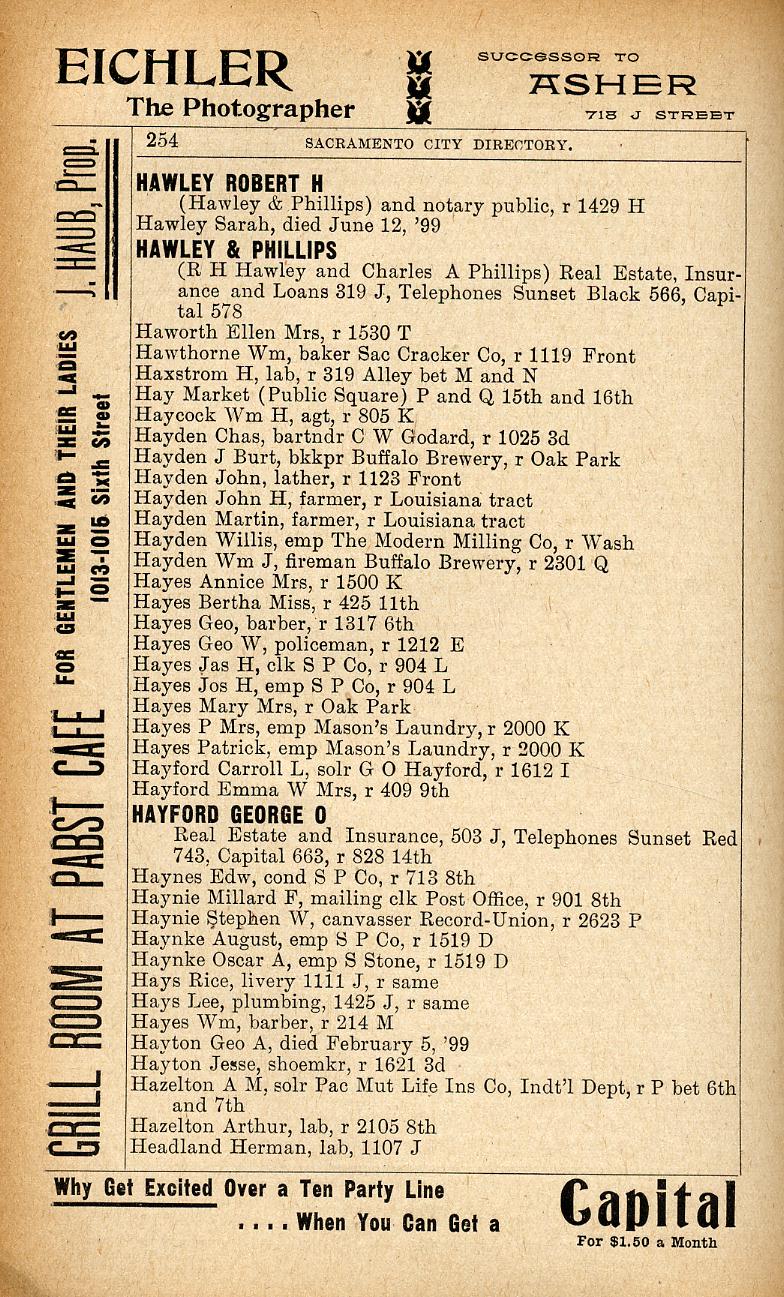 EICHLER
The Photographer
SUCCESSOR TO
ASHER
718 J STREET
254 SACRAMENTO CITY DIRECTORY.
HAWLEY ROBERT H
(Hawley & Phillips) and notary public, r 1429 H
Hawley Sarah, died June 12, '99
HAWLEY & PHILLIPS
(R H Hawley and Charles A Phillips) Real Estate, Insur-
ance and Loans 319 J, Telephones Sunset Black 566, Capi-
tal 578
Haworth Ellen Mrs, r 1530 T
Hawthorne Wm, baker Sac Cracker Co, r 1119 Front
Haxstrom H, lab, r 319 Alley bet M and N
Hay Market (Public Square) P and Q 15th and 16th
Haycock Wm H, agt, r 805 K
Hayden Chas, bartndr C W Godard, r 1025 3d
Hayden J Burt, bkkpr Buffalo Brewery, r Oak Park
Hayden John, lather, r 1123 Front
Hayden John H, farmer, r Louisiana tract
Hayden Martin, farmer, r Louisiana tract
Hayden Willis, emp The Modern Milling Co, r Wash
Hayden Wm J, fireman Buffalo Brewery, r 2301 Q
Hayes Annice Mrs, r 1500 K
Hayes Bertha Miss, r 425 11th
Hayes Geo, barber, r 1317 6th
Hayes Geo W, policeman, r 1212 E
Hayes Jas H, clk S P Co, r 904 L
Hayes Jos H, emp S P Co, r 904 L
Hayes Mary Mrs, r Oak Park
Hayes P Mrs, emp Mason's Laundry, r 2000 K
Hayes Patrick, emp Mason's Laundry, r 2000 K
Hayford Carroll L, solr G O Hayford, r 1612 I
Hayford Emma W Mrs, r 409 9th
HAYFORD GEORGE O
Real Estate and Insurance, 503 J, Telephones Sunset Red
743, Capital 663, r 828 14th
Haynes Edw, cond S P Co, r 713 8th
Haynie Millard F, mailing clk Post Office, r 901 8th
Haynie Stephen W, canvasser Record-Union, r 2623 P
Haynke August, emp S P Co, r 1519 D
Haynke Oscar A, emp S Stone, r 1519 D
Hays Rice, livery 1111 J, r same
Hays Lee, plumbing, 1425 J, r same
Hayes Wm, barber, r 214 M
Hayton Geo A, died February 5, '99
Hayton Jesse, shoemkr, r 1621 3d
Hazelton A M, solr Pac Mut Life Ins Co, Indt'l Dept, r P bet 6th
and 7th
Hazelton Arthur, lab, r 2105 8th
Headland Herman, lab, 1107 J
GRILL ROOM AT PABST CAFE FOR GENTLEMEN AND THEIR LADIES J. HAUB, Prop.
1013-1015 Sixth Street
Why Get Excited Over a Ten Party Line
. . . . When You Can Get a
Capital
For $1.50 a Month